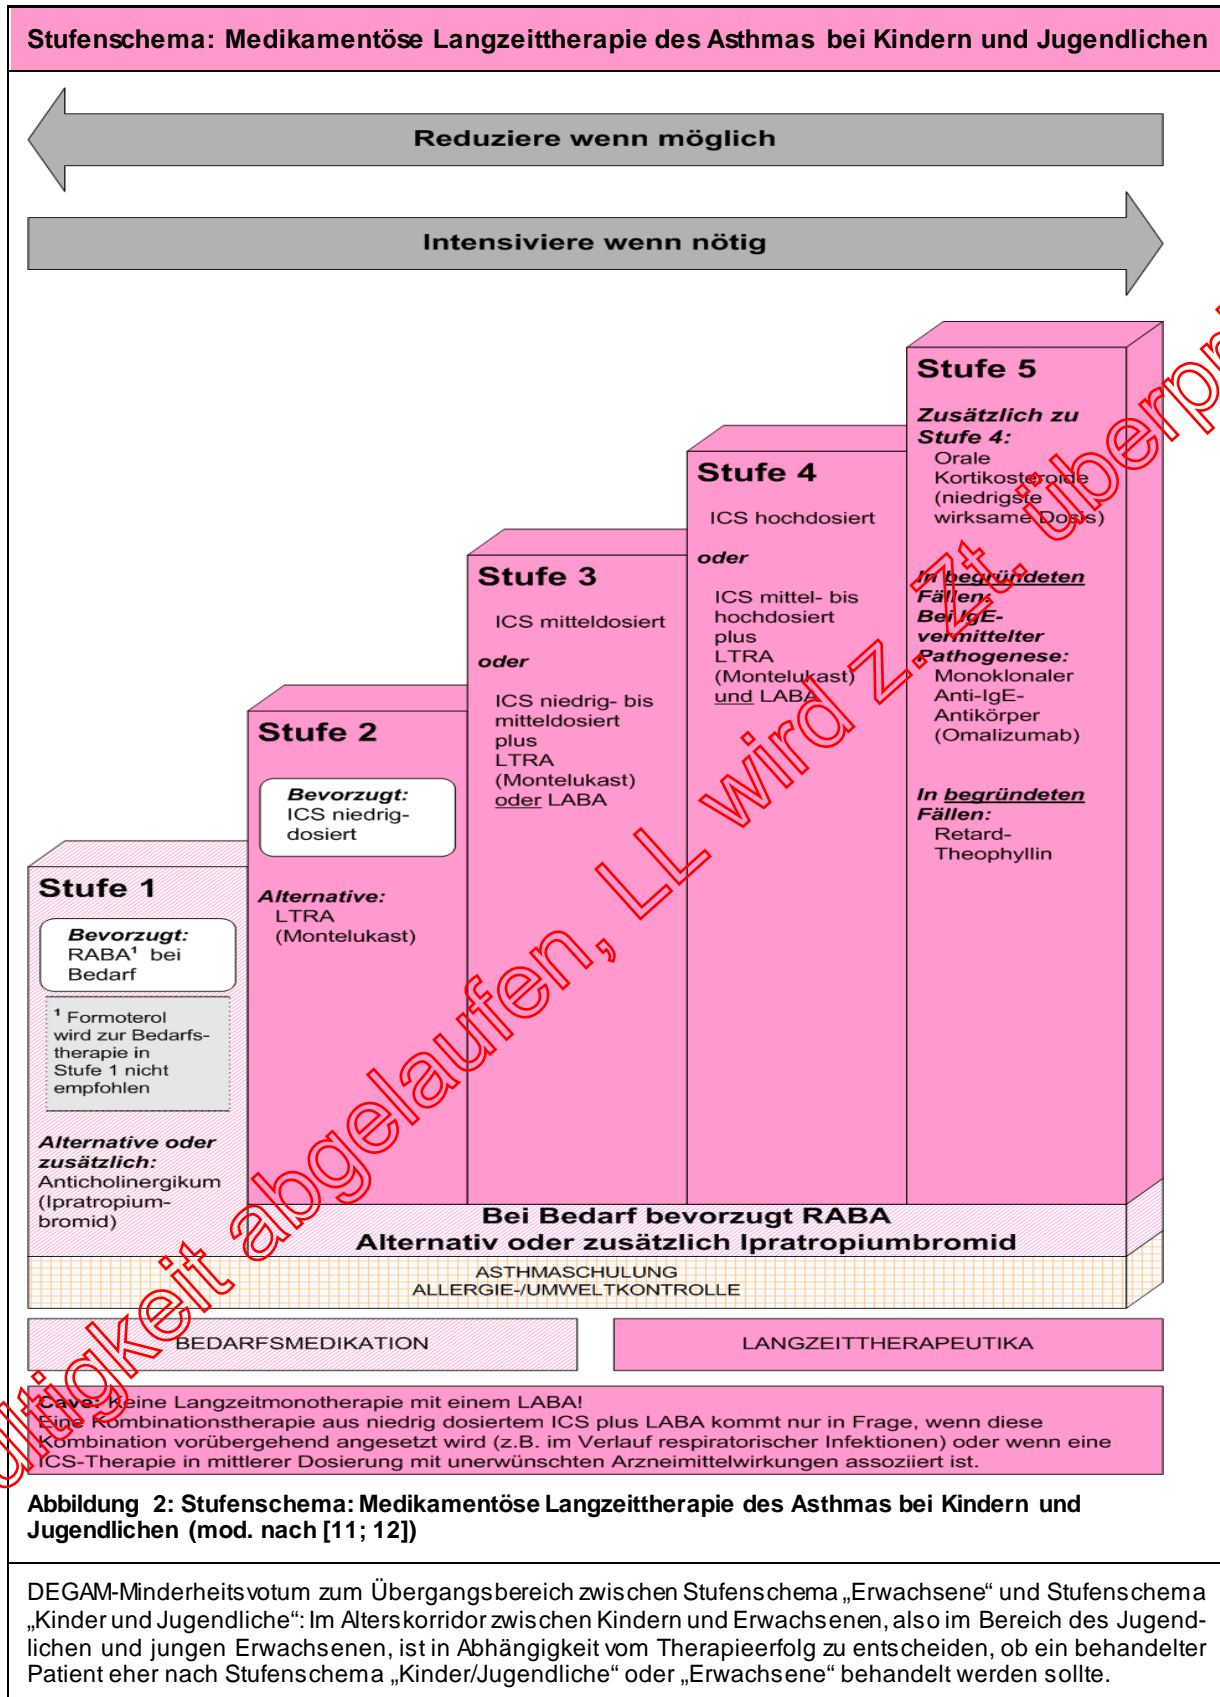 Stufenschema: Medikamentöse Langzeittherapie des Asthmas bei Kindern und Jugendlichen
Reduziere wenn möglich
Intensiviere wenn nötig
Stufe 5
Zusätzlich zu
Stufe 4:
Orale
Kortikosteroide
(niedrigste
wirksame Dosis)
In begründeten
Fällen:
Bei IgE-
vermittelter
Pathogenese:
Monoklonaler
Anti-IgE-
Antikörper
(Omalizumab)
In begründeten
Fällen:
Retard-
Theophyllin
Stufe 4
ICS hochdosiert
oder
ICS mittel- bis
hochdosiert
plus
LTRA
(Montelukast)
und LABA
Stufe 3
ICS mitteldosiert
oder
ICS niedrig- bis
mitteldosiert
plus
LTRA
(Montelukast)
oder LABA
Stufe 2
Bevorzugt:
ICS niedrig-
dosiert
Alternative:
LTRA
(Montelukast)
Stufe 1
Bevorzugt:
RABA¹ bei
Bedarf
¹ Formoterol
wird zur Bedarfs-
therapie in
Stufe 1 nicht
empfohlen
Alternative oder
zusätzlich:
Anticholinergikum
(Ipratropium-
bromid)
Bei Bedarf bevorzugt RABA
Alternativ oder zusätzlich Ipratropiumbromid
ASTHMASCHULUNG
ALLERGIE-/UMWELTKONTROLLE
BEDARFSMEDIKATION
LANGZEITTHERAPEUTIKA
Cave: Keine Langzeitmonotherapie mit einem LABA!
Eine Kombinationstherapie aus niedrig dosiertem ICS plus LABA kommt nur in Frage, wenn diese
Kombination vorübergehend angesetzt wird (z.B. im Verlauf respiratorischer Infektionen) oder wenn eine
ICS-Therapie in mittlerer Dosierung mit unerwünschten Arzneimittelwirkungen assoziiert ist.
Abbildung 2: Stufenschema: Medikamentöse Langzeittherapie des Asthmas bei Kindern und
Jugendlichen (mod. nach [11; 12])
DEGAM-Minderheitsvotum zum Übergangsbereich zwischen Stufenschema „Erwachsene“ und Stufenschema
„Kinder und Jugendliche“: Im Alterskorridor zwischen Kindern und Erwachsenen, also im Bereich des Jugend-
lichen und jungen Erwachsenen, ist in Abhängigkeit vom Therapieerfolg zu entscheiden, ob ein behandelter
Patient eher nach Stufenschema „Kinder/Jugendliche“ oder „Erwachsene“ behandelt werden sollte.
abgelaufen, LL wird z. Zt.